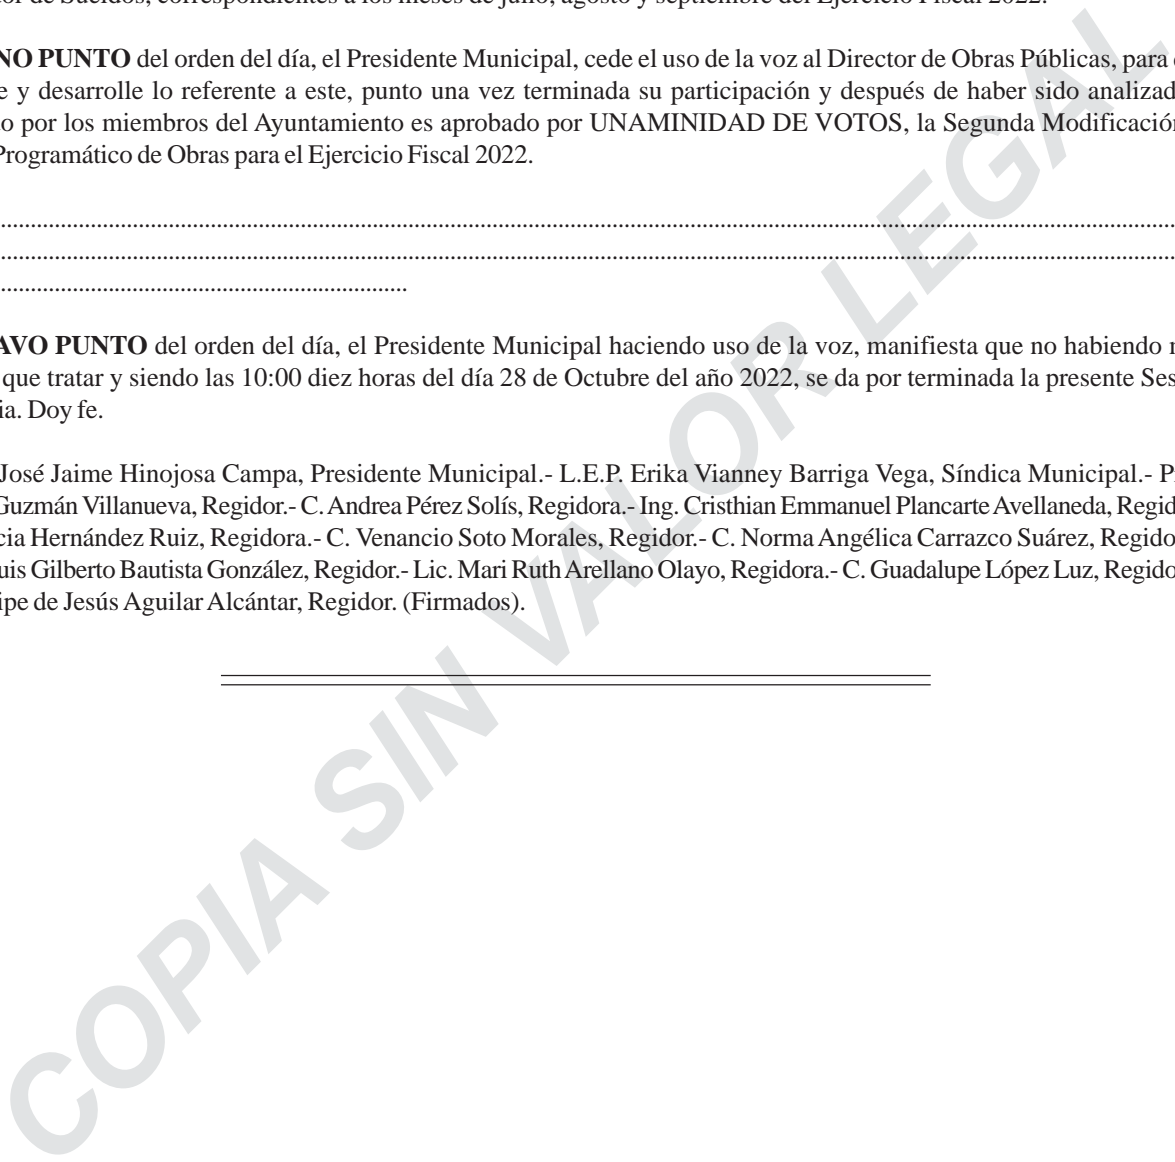 or de Sueldos, correspondientes a los meses de julio, agosto y septiembre del Ejercicio Fiscal 2022.
NO PUNTO del orden del día, el Presidente Municipal, cede el uso de la voz al Director de Obras Públicas, para
e y desarrolle lo referente a este, punto una vez terminada su participación y después de haber sido analizad
o por los miembros del Ayuntamiento es aprobado por UNAMINIDAD DE VOTOS, la Segunda Modificación
Programático de Obras para el Ejercicio Fiscal 2022.
AVO PUNTO del orden del día, el Presidente Municipal haciendo uso de la voz, manifiesta que no habiendo
que tratar y siendo las 10:00 diez horas del día 28 de Octubre del año 2022, se da por terminada la presente Ses
ia. Doy fe.
José Jaime Hinojosa Campa, Presidente Municipal.- L.E.P. Erika Vianney Barriga Vega, Síndica Municipal.- P
Guzmán Villanueva, Regidor.- C. Andrea Pérez Solís, Regidora.- Ing. Cristhian Emmanuel Plancarte Avellaneda, Regid
cia Hernández Ruiz, Regidora.- C. Venancio Soto Morales, Regidor.- C. Norma Angélica Carrazco Suárez, Regido
uis Gilberto Bautista González, Regidor.- Lic. Mari Ruth Arellano Olayo, Regidora.- C. Guadalupe López Luz, Regido
ipe de Jesús Aguilar Alcántar, Regidor. (Firmados).
COPIA SIN VALOR LEGAL